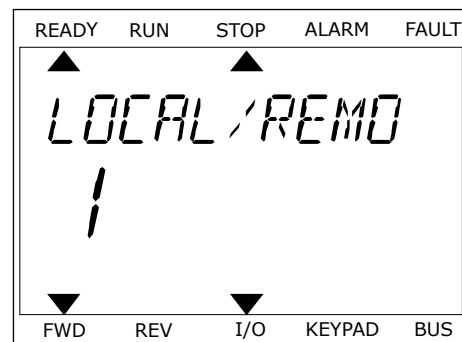 READY RUN STOP ALARM FAULT
LOCAL/REMO
1
FWD REV I/O KEYPAD BUS